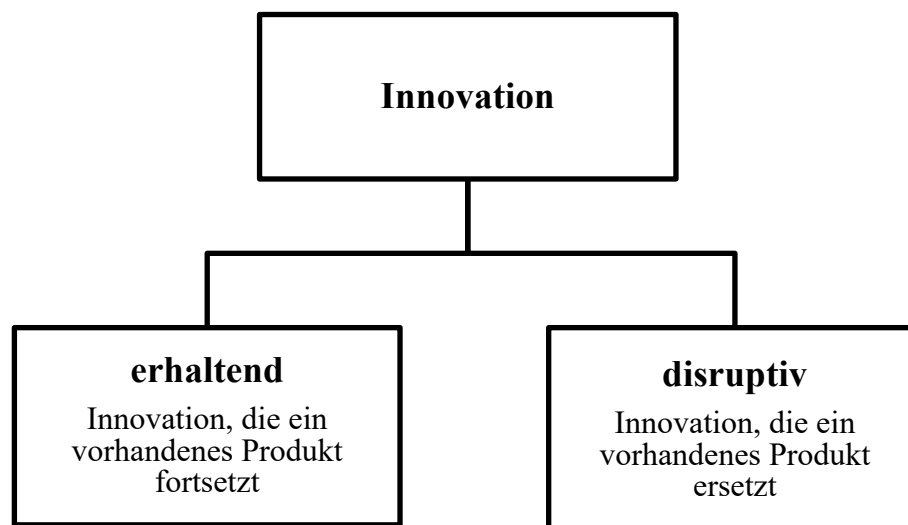 Innovation
erhaltend
Innovation, die ein
vorhandenes Produkt
fortsetzt
disruptiv
Innovation, die ein
vorhandenes Produkt
ersetzt